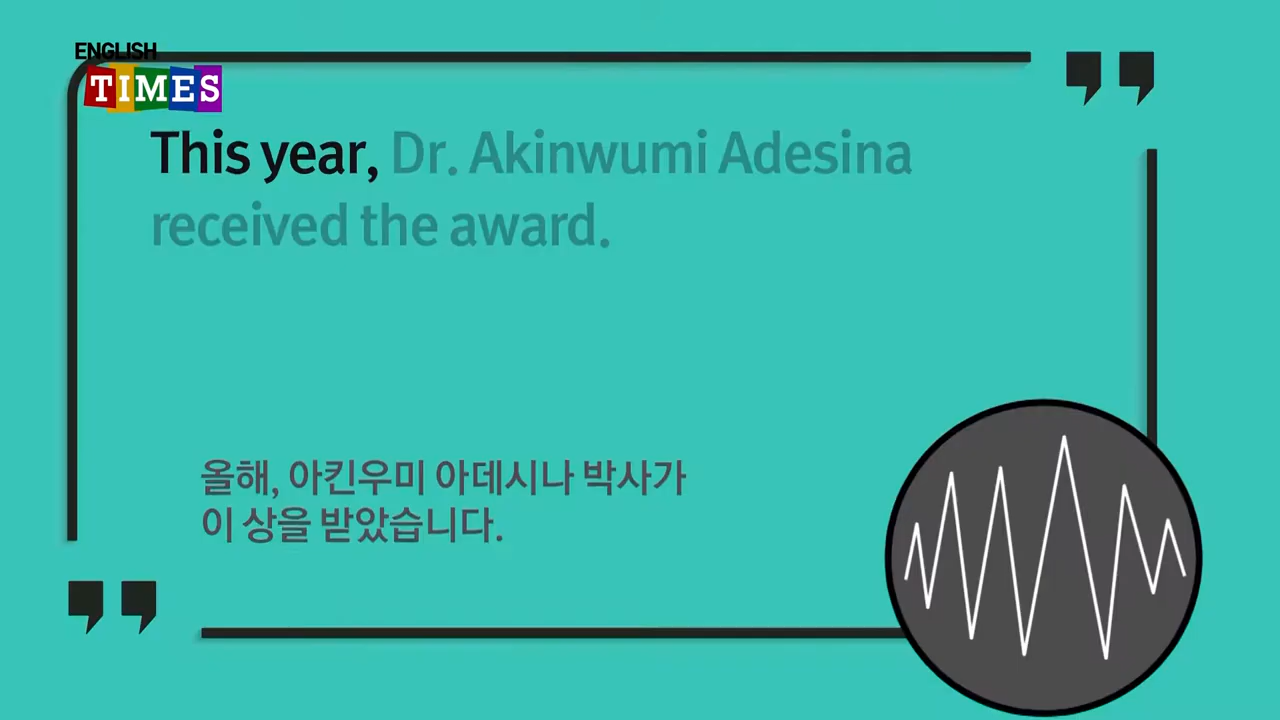 ENGLISH
TIMES
This year, Dr. Akinwumi Adesina
received the award.
올해, 아킨우미 아데시나 박사가
이 상을 받았습니다.